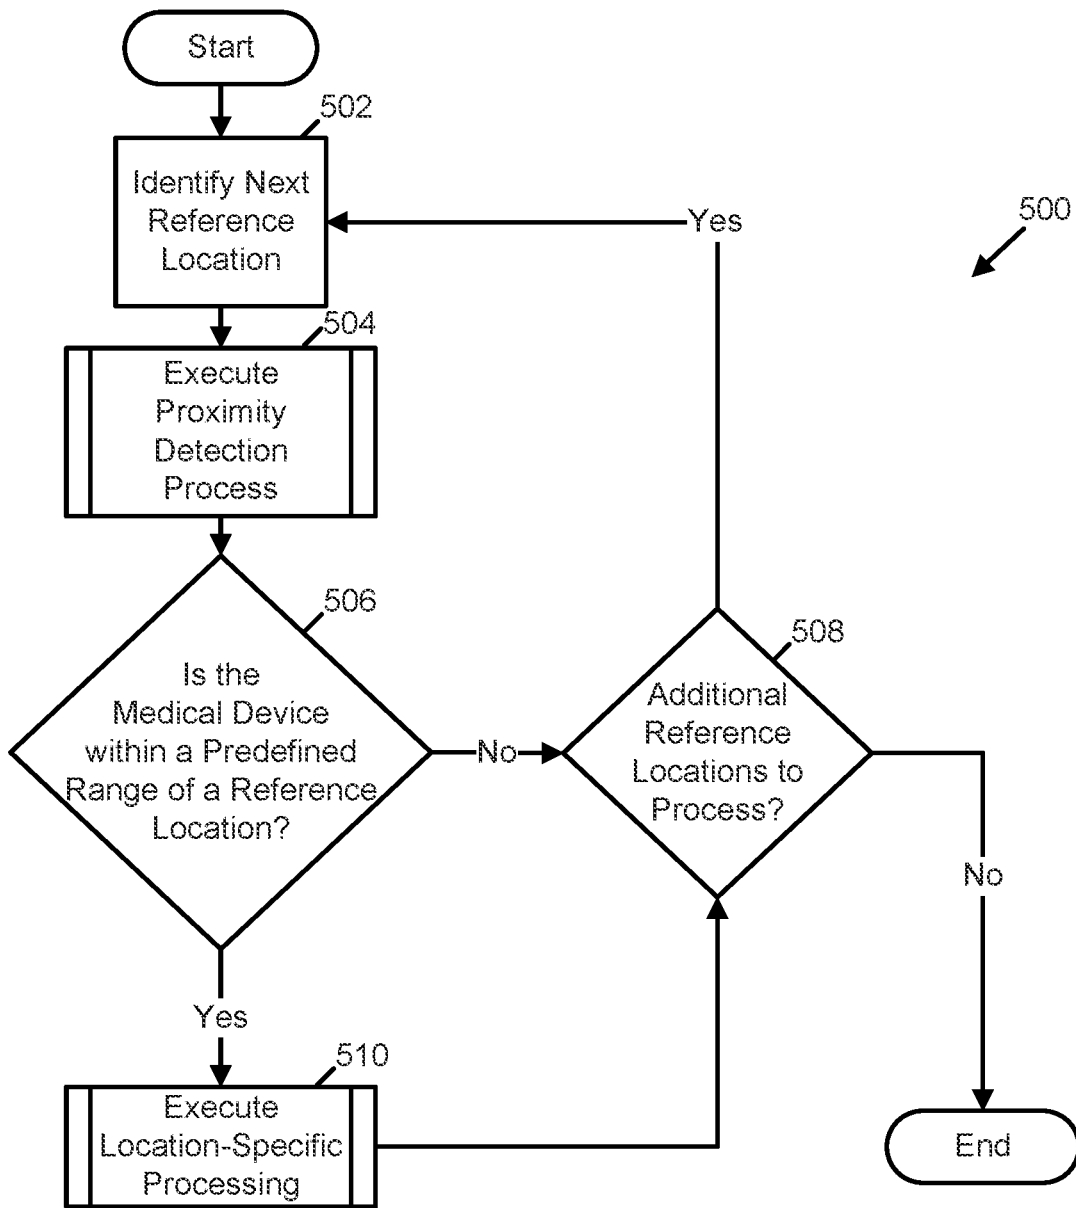 Start
502
Identify Next
Reference
Location
Yes
500
504
Execute
Proximity
Detection
Process
506
Is the
Medical Device
within a Predefined
Range of a Reference
Location?
No
508
Additional
Reference
Locations to
Process?
No
Yes
510
Execute
Location-Specific
Processing
End